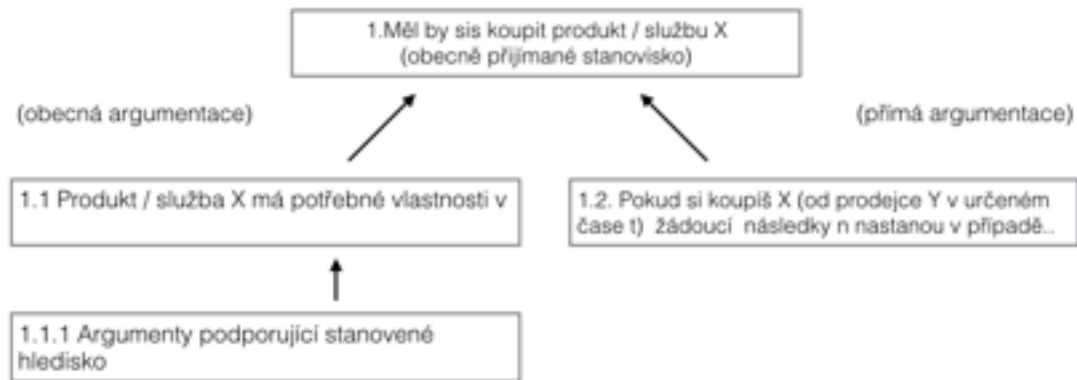 1.Měl by sis koupit produkt / službu X
(obecně přijímané stanovisko)
(obecná argumentace)
(přímá argumentace)
1.1 Produkt / služba X má potřebné vlastnosti v
1.2. Pokud si koupíš X (od prodejce Y v určeném
čase t) žádoucí následky n nastanou v případě..
1.1.1 Argumenty podporující stanovené
hledisko